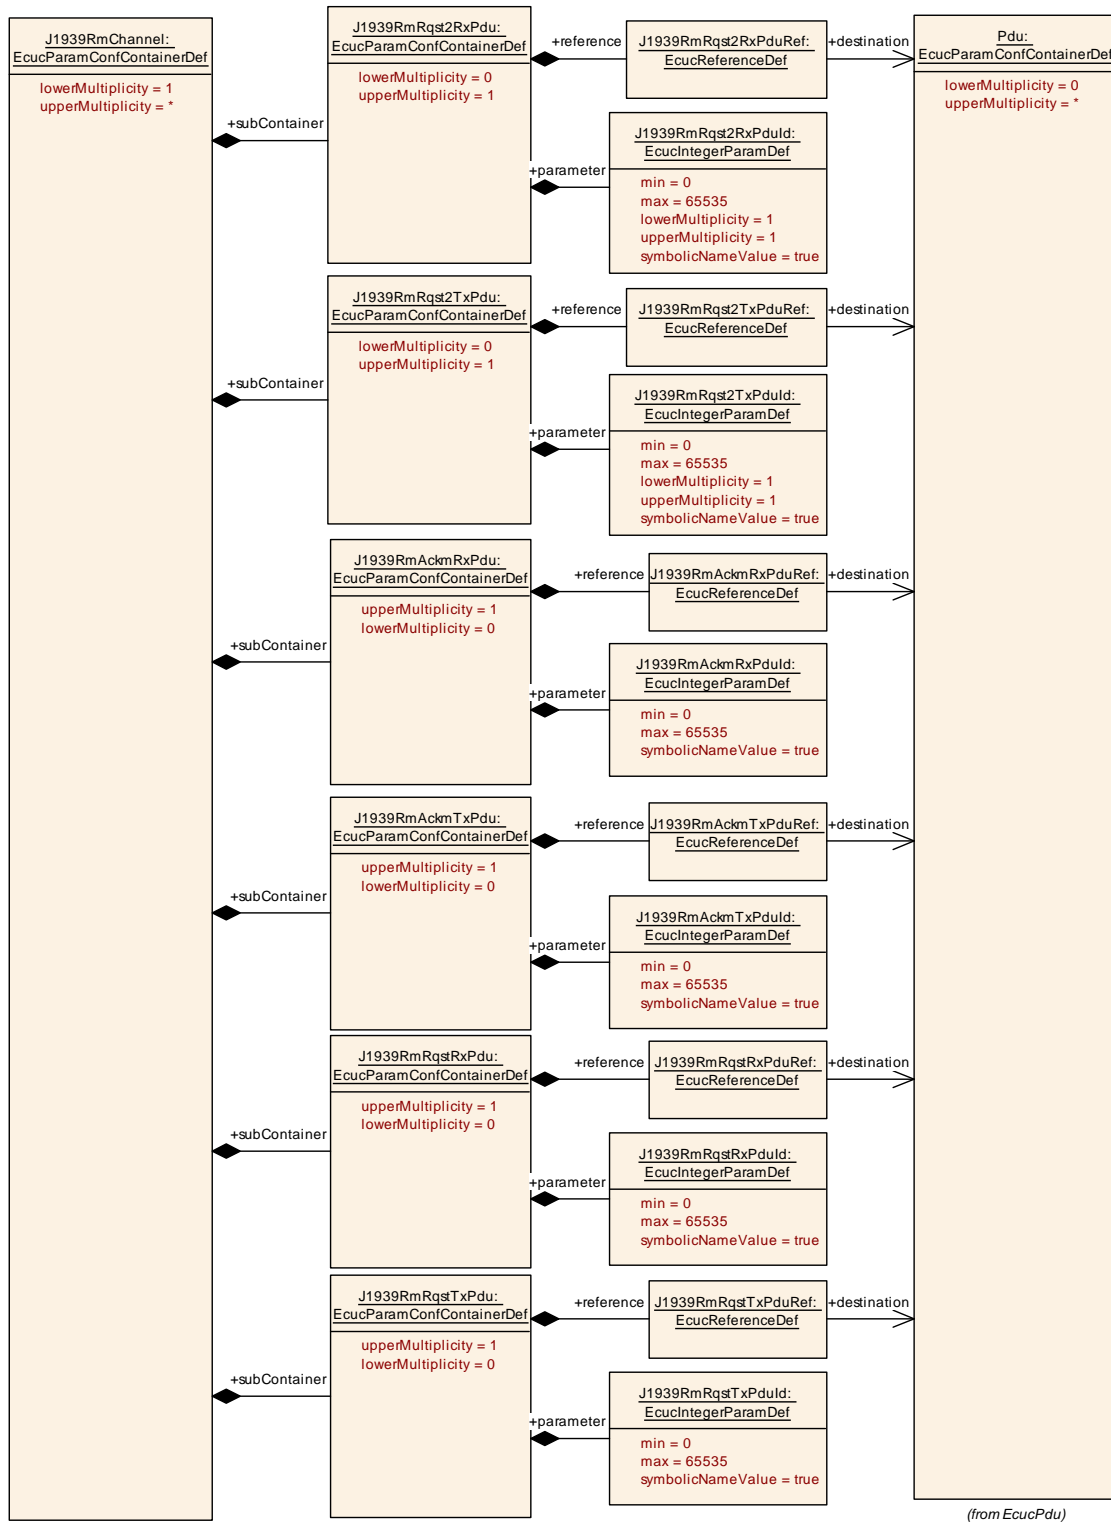 J1939RmChannel:
EcucParamConfContainerDef
lowerMultiplicity = 1
upperMultiplicity = *
+subContainer
J1939RmRqst2RxPdu:
EcucParamConfContainerDef
lowerMultiplicity = 0
upperMultiplicity = 1
+reference
J1939RmRqst2RxPduRef:
EcucReferenceDef
+destination
Pdu:
EcucParamConfContainerDef
lowerMultiplicity = 0
upperMultiplicity = *
+parameter
J1939RmRqst2RxPduId:
EcucIntegerParamDef
min = 0
max = 65535
lowerMultiplicity = 1
upperMultiplicity = 1
symbolicNameValue = true
+subContainer
J1939RmRqst2TxPdu:
EcucParamConfContainerDef
lowerMultiplicity = 0
upperMultiplicity = 1
+reference
J1939RmRqst2TxPduRef:
EcucReferenceDef
+destination
+parameter
J1939RmRqst2TxPduId:
EcucIntegerParamDef
min = 0
max = 65535
lowerMultiplicity = 1
upperMultiplicity = 1
symbolicNameValue = true
+subContainer
J1939RmAckmRxPdu:
EcucParamConfContainerDef
upperMultiplicity = 1
lowerMultiplicity = 0
+reference
J1939RmAckmRxPduRef:
EcucReferenceDef
+destination
+parameter
J1939RmAckmRxPduId:
EcucIntegerParamDef
min = 0
max = 65535
symbolicNameValue = true
+subContainer
J1939RmAckmTxPdu:
EcucParamConfContainerDef
upperMultiplicity = 1
lowerMultiplicity = 0
+reference
J1939RmAckmTxPduRef:
EcucReferenceDef
+destination
+parameter
J1939RmAckmTxPduId:
EcucIntegerParamDef
min = 0
max = 65535
symbolicNameValue = true
+subContainer
J1939RmRqstRxPdu:
EcucParamConfContainerDef
upperMultiplicity = 1
lowerMultiplicity = 0
+reference
J1939RmRqstRxPduRef:
EcucReferenceDef
+destination
+parameter
J1939RmRqstRxPduId:
EcucIntegerParamDef
min = 0
max = 65535
symbolicNameValue = true
+subContainer
J1939RmRqstTxPdu:
EcucParamConfContainerDef
upperMultiplicity = 1
lowerMultiplicity = 0
+reference
J1939RmRqstTxPduRef:
EcucReferenceDef
+destination
+parameter
J1939RmRqstTxPduId:
EcucIntegerParamDef
min = 0
max = 65535
symbolicNameValue = true
(from EcucPdu)